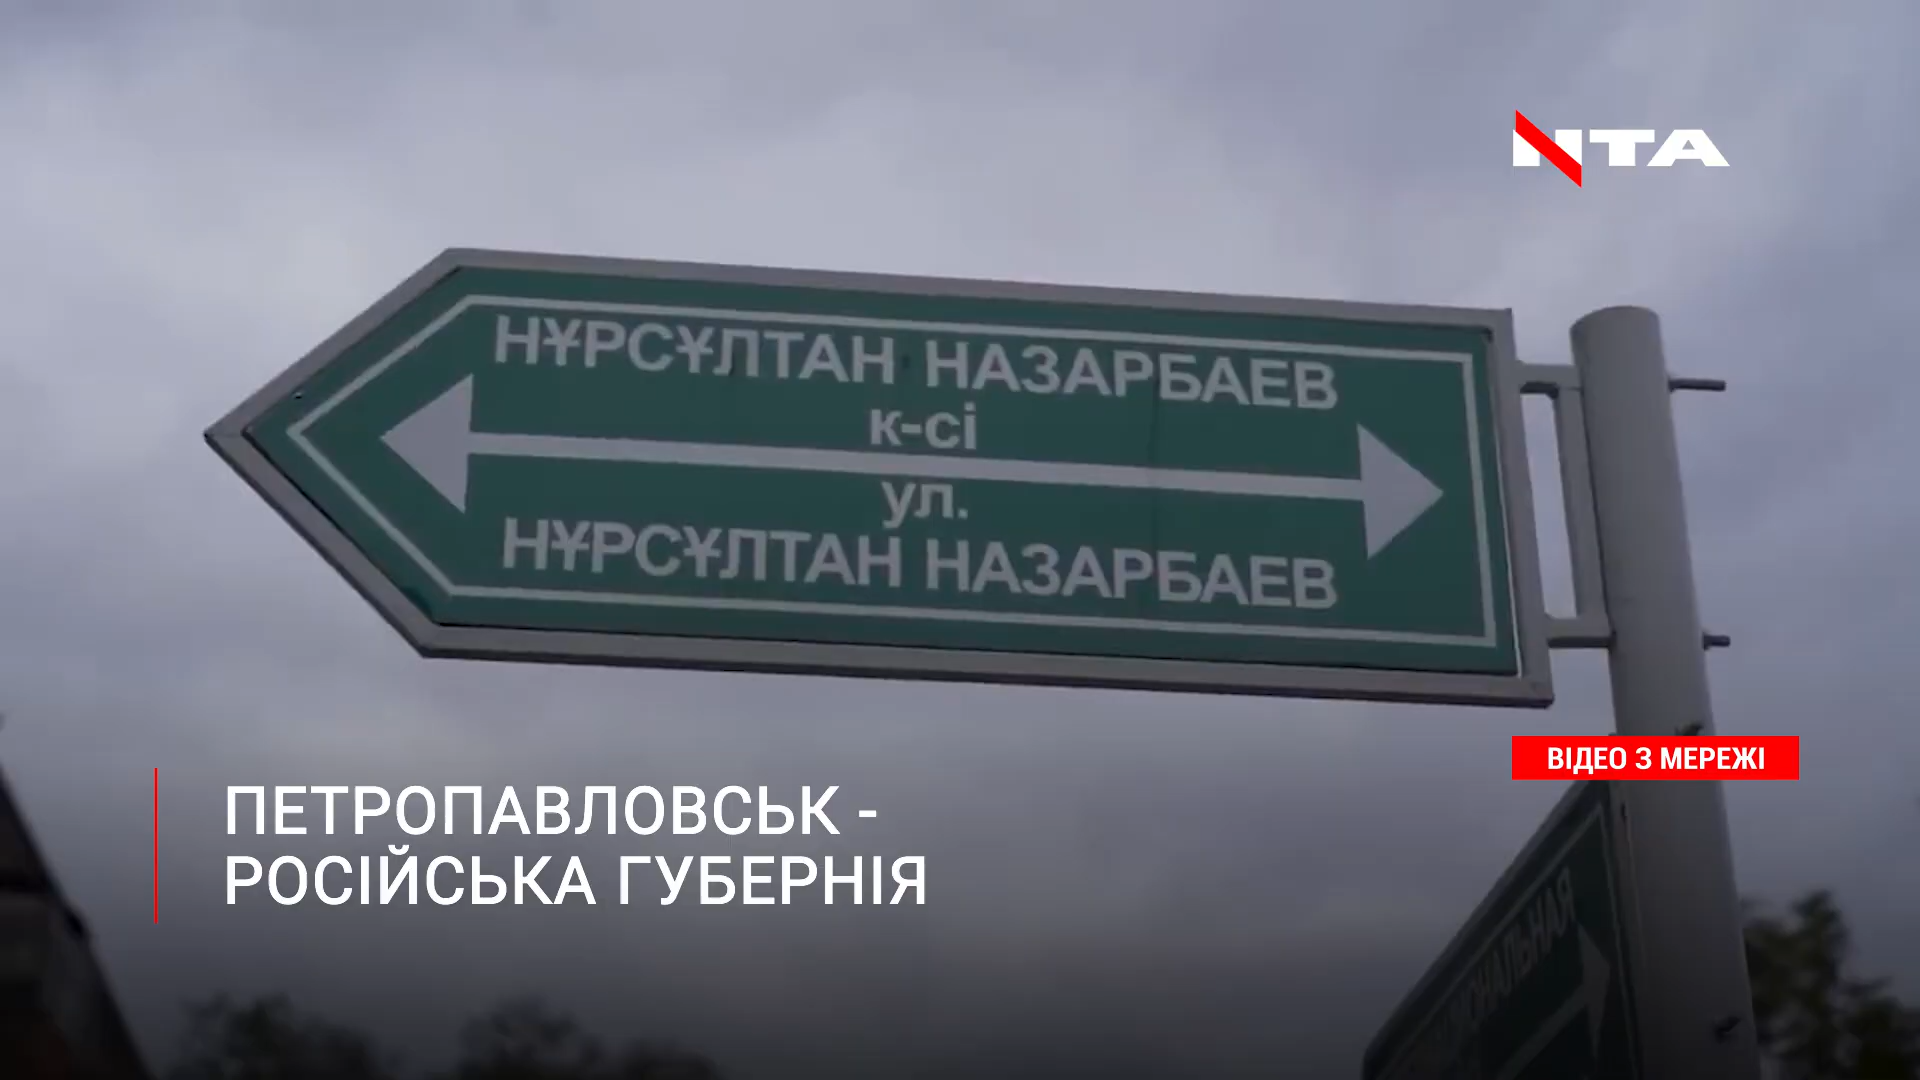 NTA
НҰРСҰЛТАН НАЗАРБАЕВ
к-сі
ул.
НҰРСҰЛТАН НАЗАРБАЕВ
ВІДЕО З МЕРЕЖІ
ПЕТРОПАВЛОВСЬК -
РОСІЙСЬКА ГУБЕРНІЯ